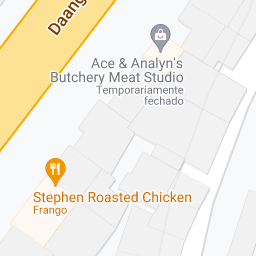 Daang
Ace & Analyn's
Butchery Meat Studio
Temporariamente
fechado
Stephen Roasted Chicken
Frango